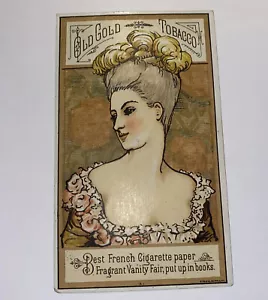 Old Gold Tobacco
Best French Cigarette paper
Fragrant Vanity Fair, put up in books.